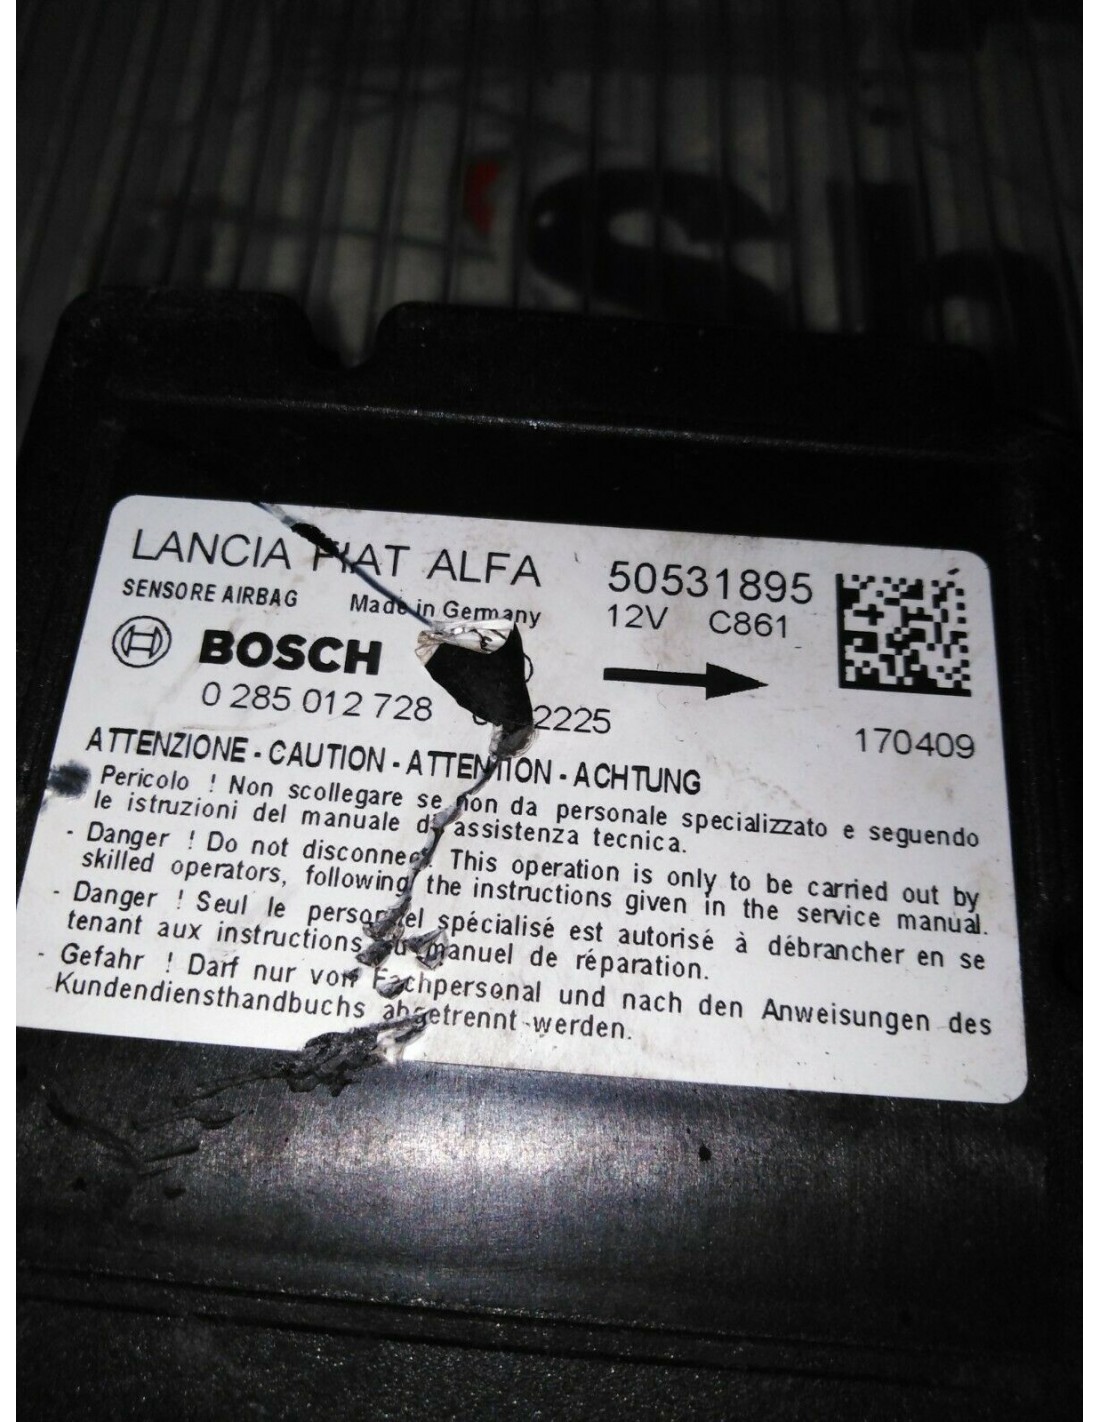 LANCIA FIAT ALFA 50531895
SENSORE AIRBAG Made in Germany 12V C861
BOSCH
0 285 012 728 2225 170409
ATTENZIONE - CAUTION - ATTENTION - ACHTUNG
Pericolo ! Non scollegare se non da personale specializzato e seguendo
le istruzioni del manuale di assistenza tecnica.
- Danger ! Do not disconnect. This operation is only to be carried out by
skilled operators, following the instructions given in the service manual.
- Danger ! Seul le personnel spécialisé est autorisé à débrancher en se
tenant aux instructions du manuel de réparation.
- Gefahr ! Darf nur von Fachpersonal und nach den Anweisungen des
Kundendiensthandbuchs abgetrennt werden.